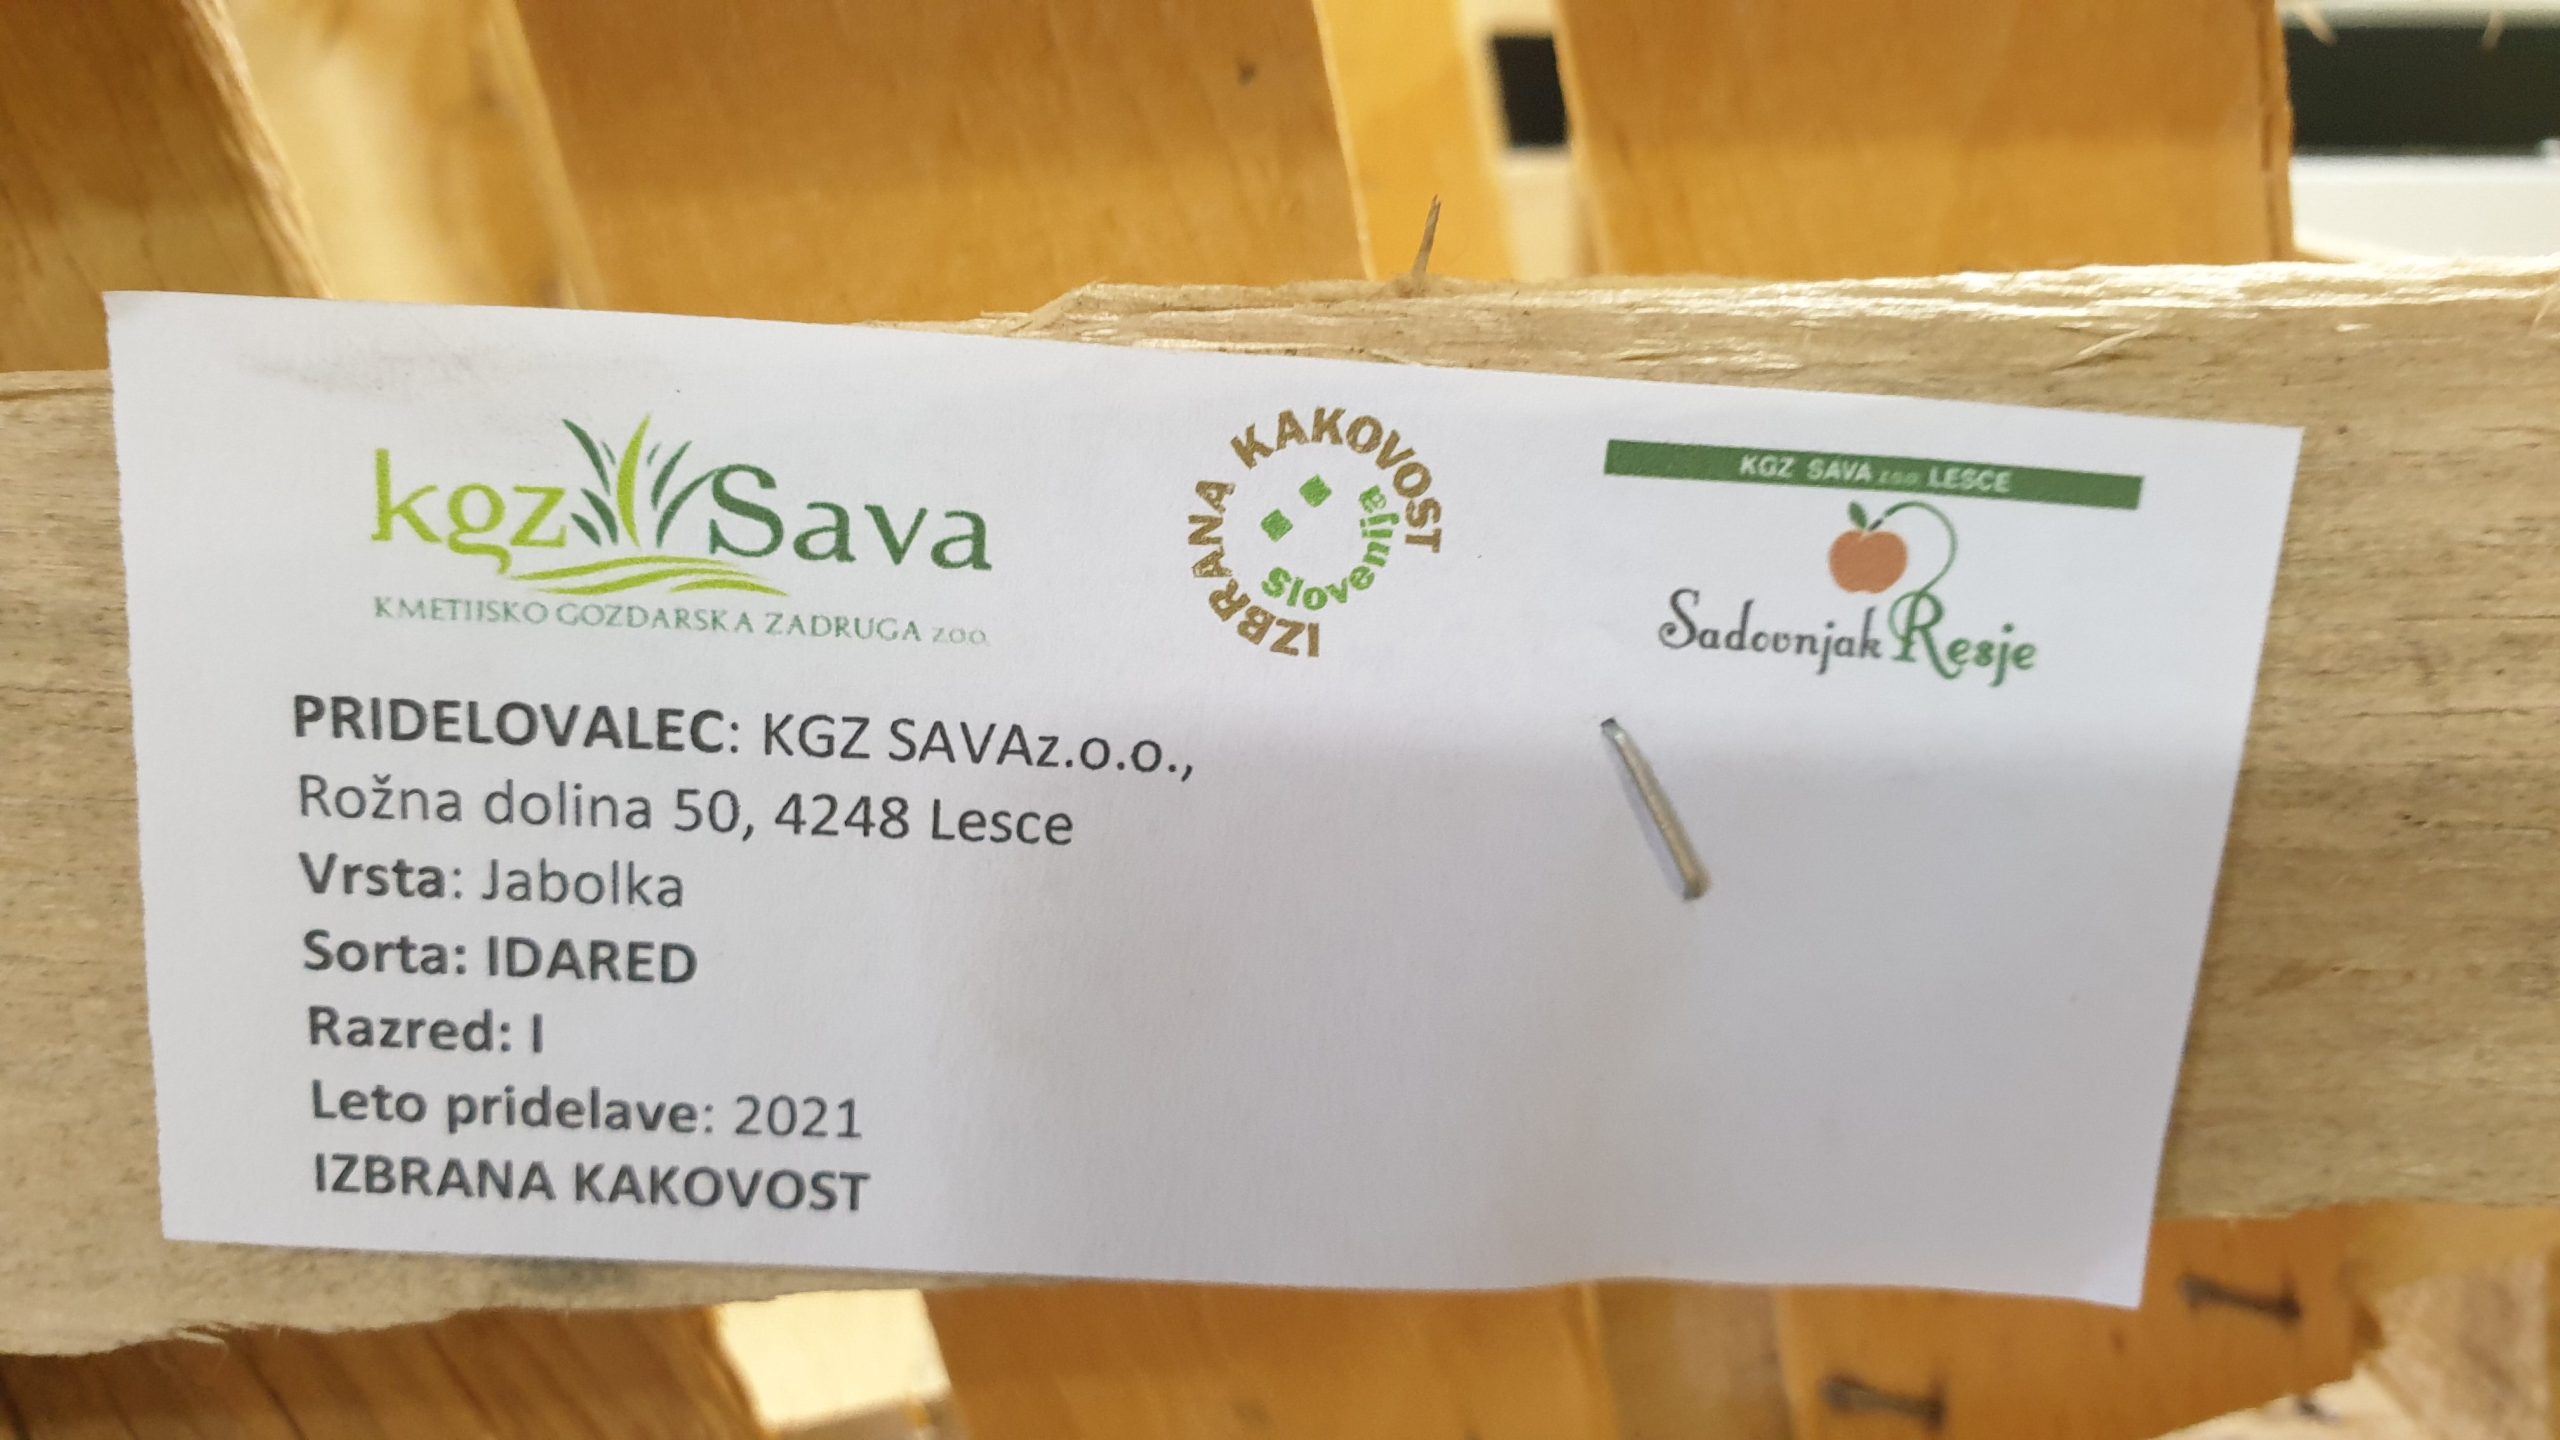 kgz Sava
KMETIJSKO GOZDARSKA ZADRUGA z.o.o.
IZBRANA KAKOVOST
Slovenija
KGZ SAVA z.o.o. LESCE
Sadovnjak Resje
PRIDELOVALEC: KGZ SAVAz.o.o.,
Rožna dolina 50, 4248 Lesce
Vrsta: Jabolka
Sorta: IDARED
Razred: I
Leto pridelave: 2021
IZBRANA KAKOVOST